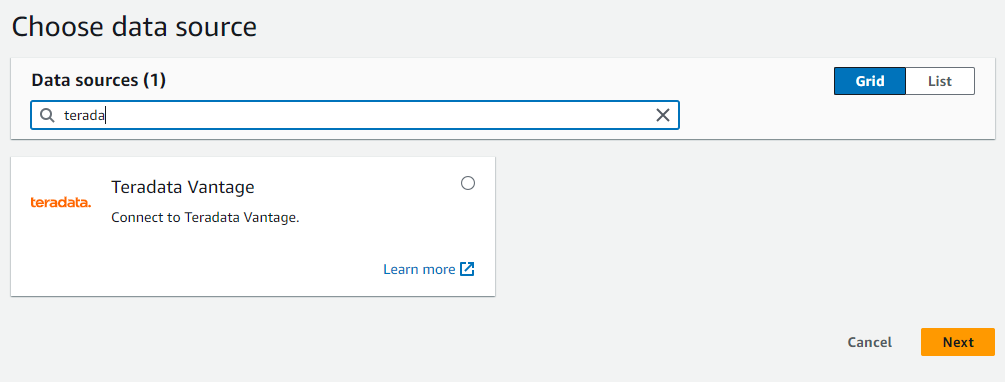 Choose data source
Data sources (1)
Grid
List
terada
teradata.
Teradata Vantage
Connect to Teradata Vantage.
Learn more
Cancel
Next